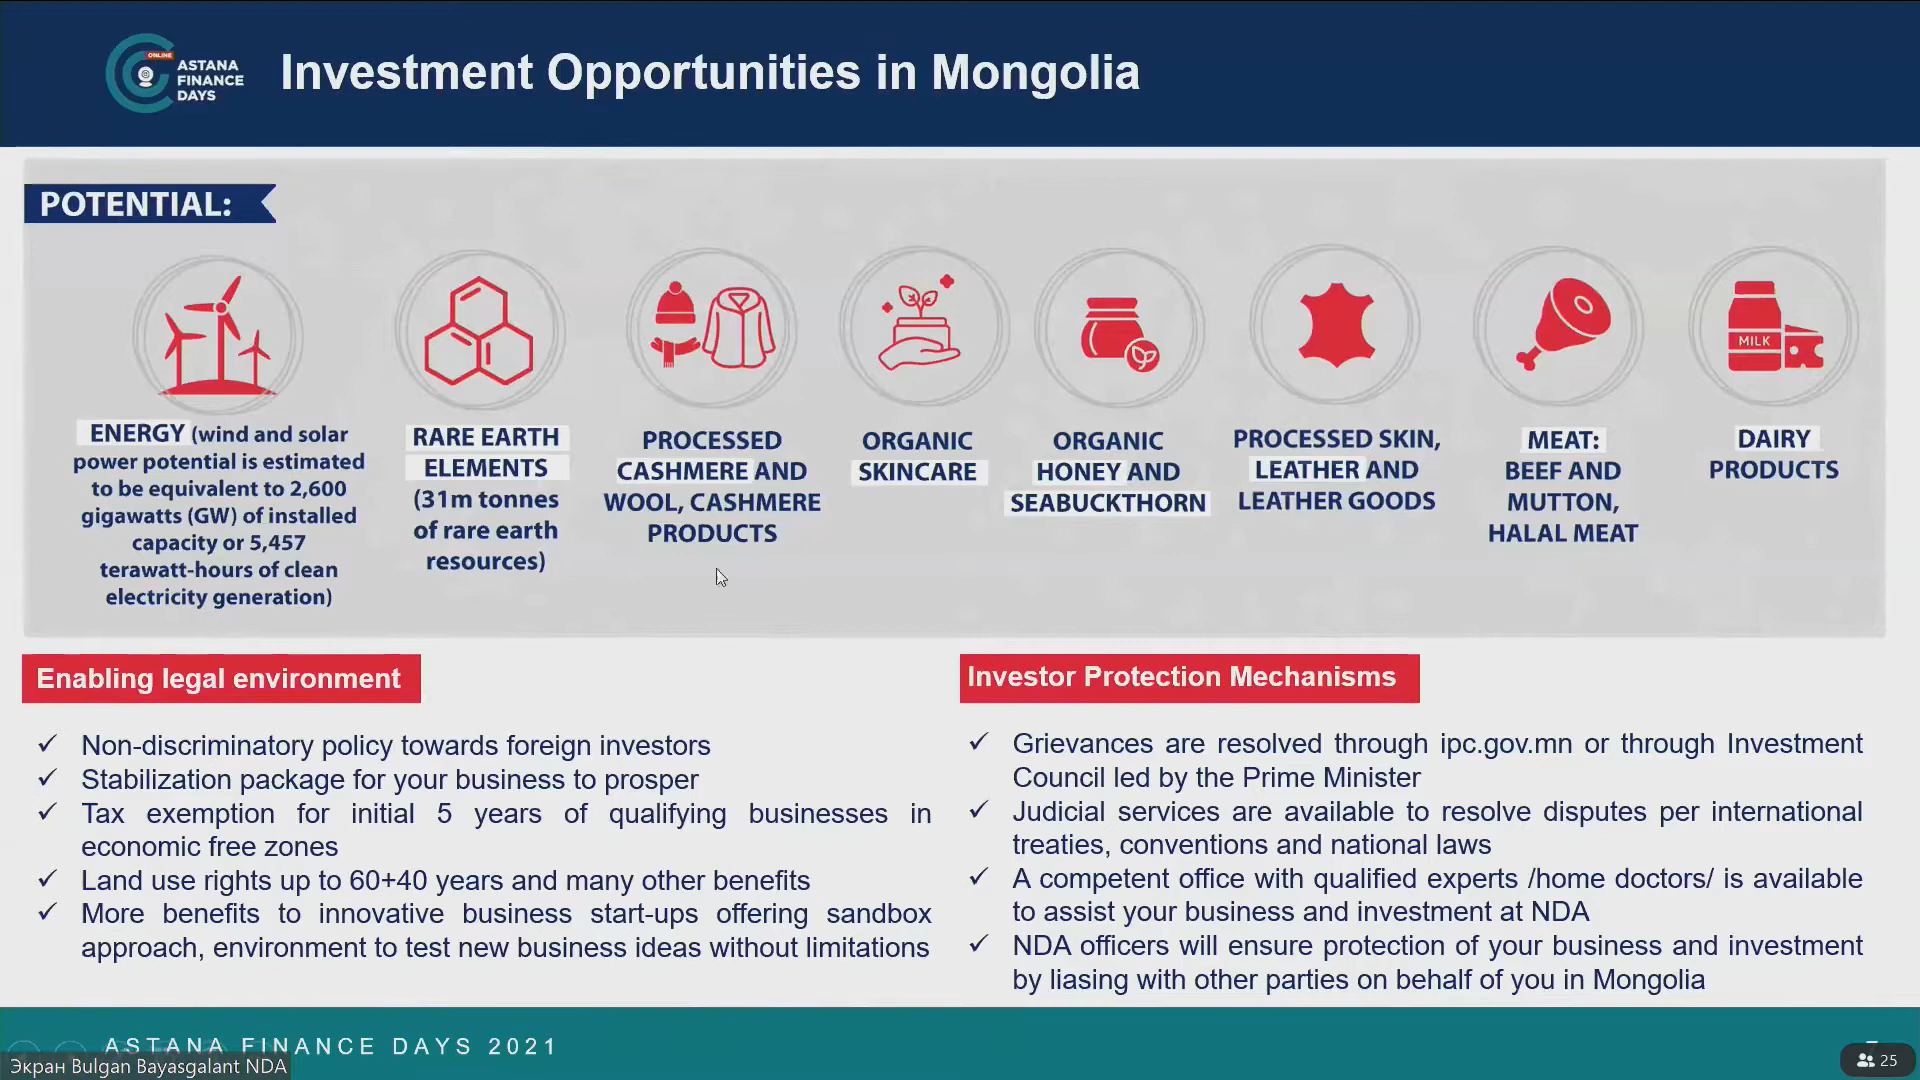 ONLINE
ASTANA
FINANCE
DAYS
Investment Opportunities in Mongolia
POTENTIAL:
ENERGY (wind and solar
power potential is estimated
to be equivalent to 2,600
gigawatts (GW) of installed
capacity or 5,457
terawatt-hours of clean
electricity generation)
RARE EARTH
ELEMENTS
(31m tonnes
of rare earth
resources)
PROCESSED
CASHMERE AND
WOOL, CASHMERE
PRODUCTS
ORGANIC
SKINCARE
ORGANIC
HONEY AND
SEABUCKTHORN
PROCESSED SKIN,
LEATHER AND
LEATHER GOODS
MEAT:
BEEF AND
MUTTON,
HALAL MEAT
MILK
DAIRY
PRODUCTS
Enabling legal environment
✓ Non-discriminatory policy towards foreign investors
✓ Stabilization package for your business to prosper
✓ Tax exemption for initial 5 years of qualifying businesses in
economic free zones
✓ Land use rights up to 60+40 years and many other benefits
✓ More benefits to innovative business start-ups offering sandbox
approach, environment to test new business ideas without limitations
Investor Protection Mechanisms
✓ Grievances are resolved through ipc.gov.mn or through Investment
Council led by the Prime Minister
✓ Judicial services are available to resolve disputes per international
treaties, conventions and national laws
✓ A competent office with qualified experts /home doctors/ is available
to assist your business and investment at NDA
✓ NDA officers will ensure protection of your business and investment
by liasing with other parties on behalf of you in Mongolia
ASTANA FINANCE DAYS 2021
Экран Bulgan Bayasgalant NDA
25